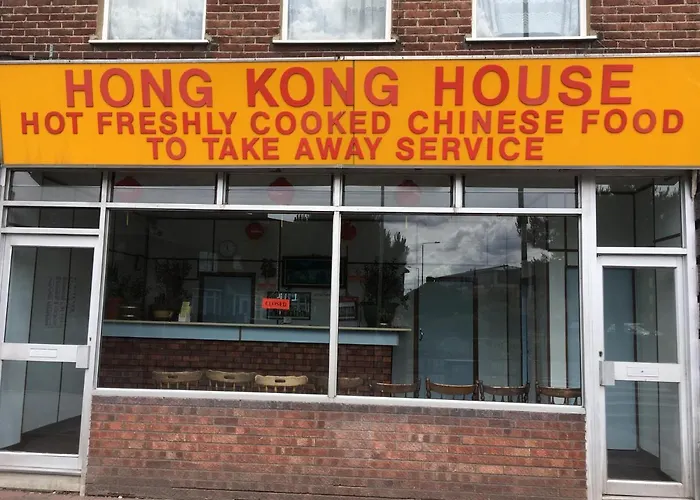 HONG KONG HOUSE
HOT FRESHLY COOKED CHINESE FOOD
TO TAKE AWAY SERVICE
CLOSED